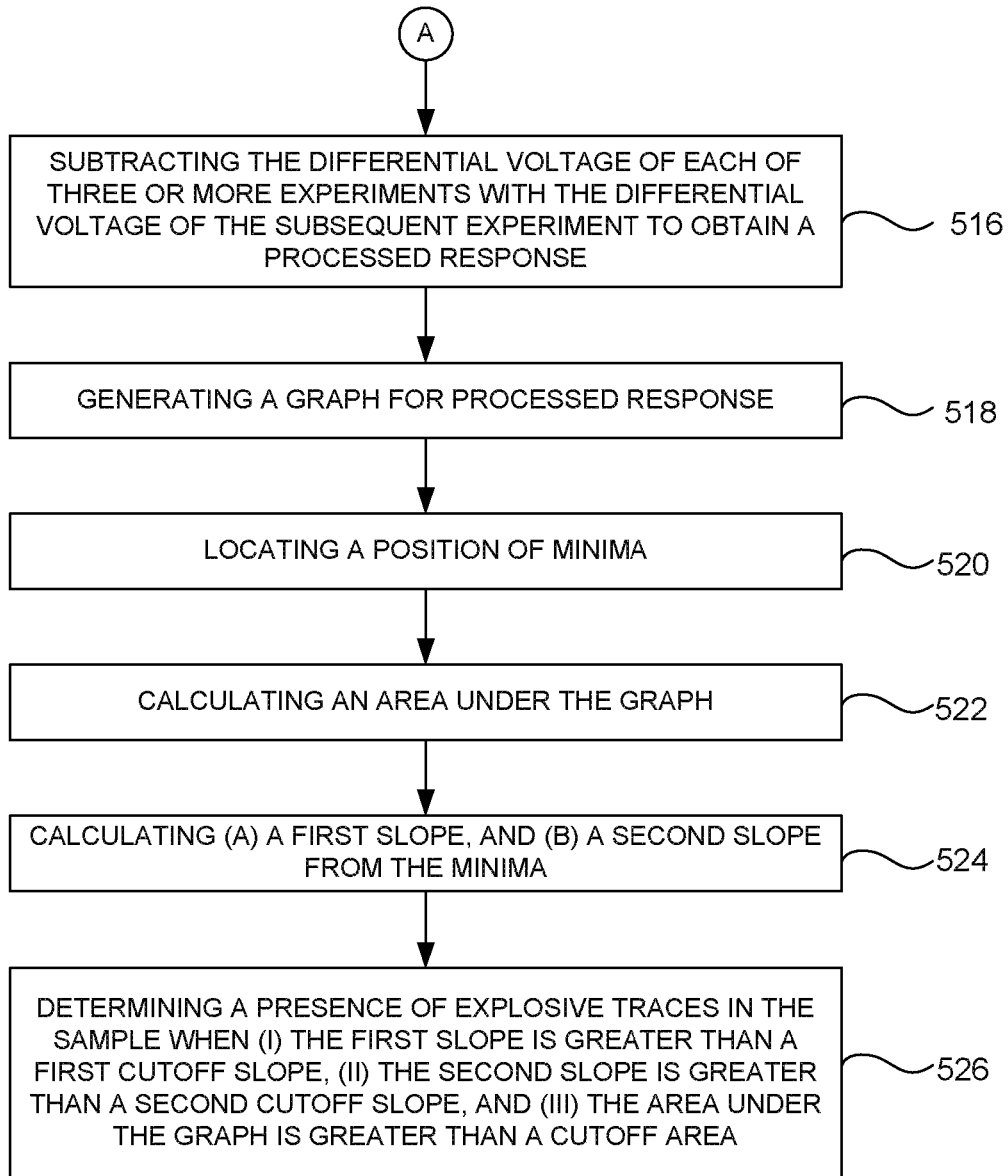 A
SUBTRACTING THE DIFFERENTIAL VOLTAGE OF EACH OF
THREE OR MORE EXPERIMENTS WITH THE DIFFERENTIAL
VOLTAGE OF THE SUBSEQUENT EXPERIMENT TO OBTAIN A
PROCESSED RESPONSE
516
GENERATING A GRAPH FOR PROCESSED RESPONSE
518
LOCATING A POSITION OF MINIMA
520
CALCULATING AN AREA UNDER THE GRAPH
522
CALCULATING (A) A FIRST SLOPE, AND (B) A SECOND SLOPE
FROM THE MINIMA
524
DETERMINING A PRESENCE OF EXPLOSIVE TRACES IN THE
SAMPLE WHEN (I) THE FIRST SLOPE IS GREATER THAN A
FIRST CUTOFF SLOPE, (II) THE SECOND SLOPE IS GREATER
THAN A SECOND CUTOFF SLOPE, AND (III) THE AREA UNDER
THE GRAPH IS GREATER THAN A CUTOFF AREA
526